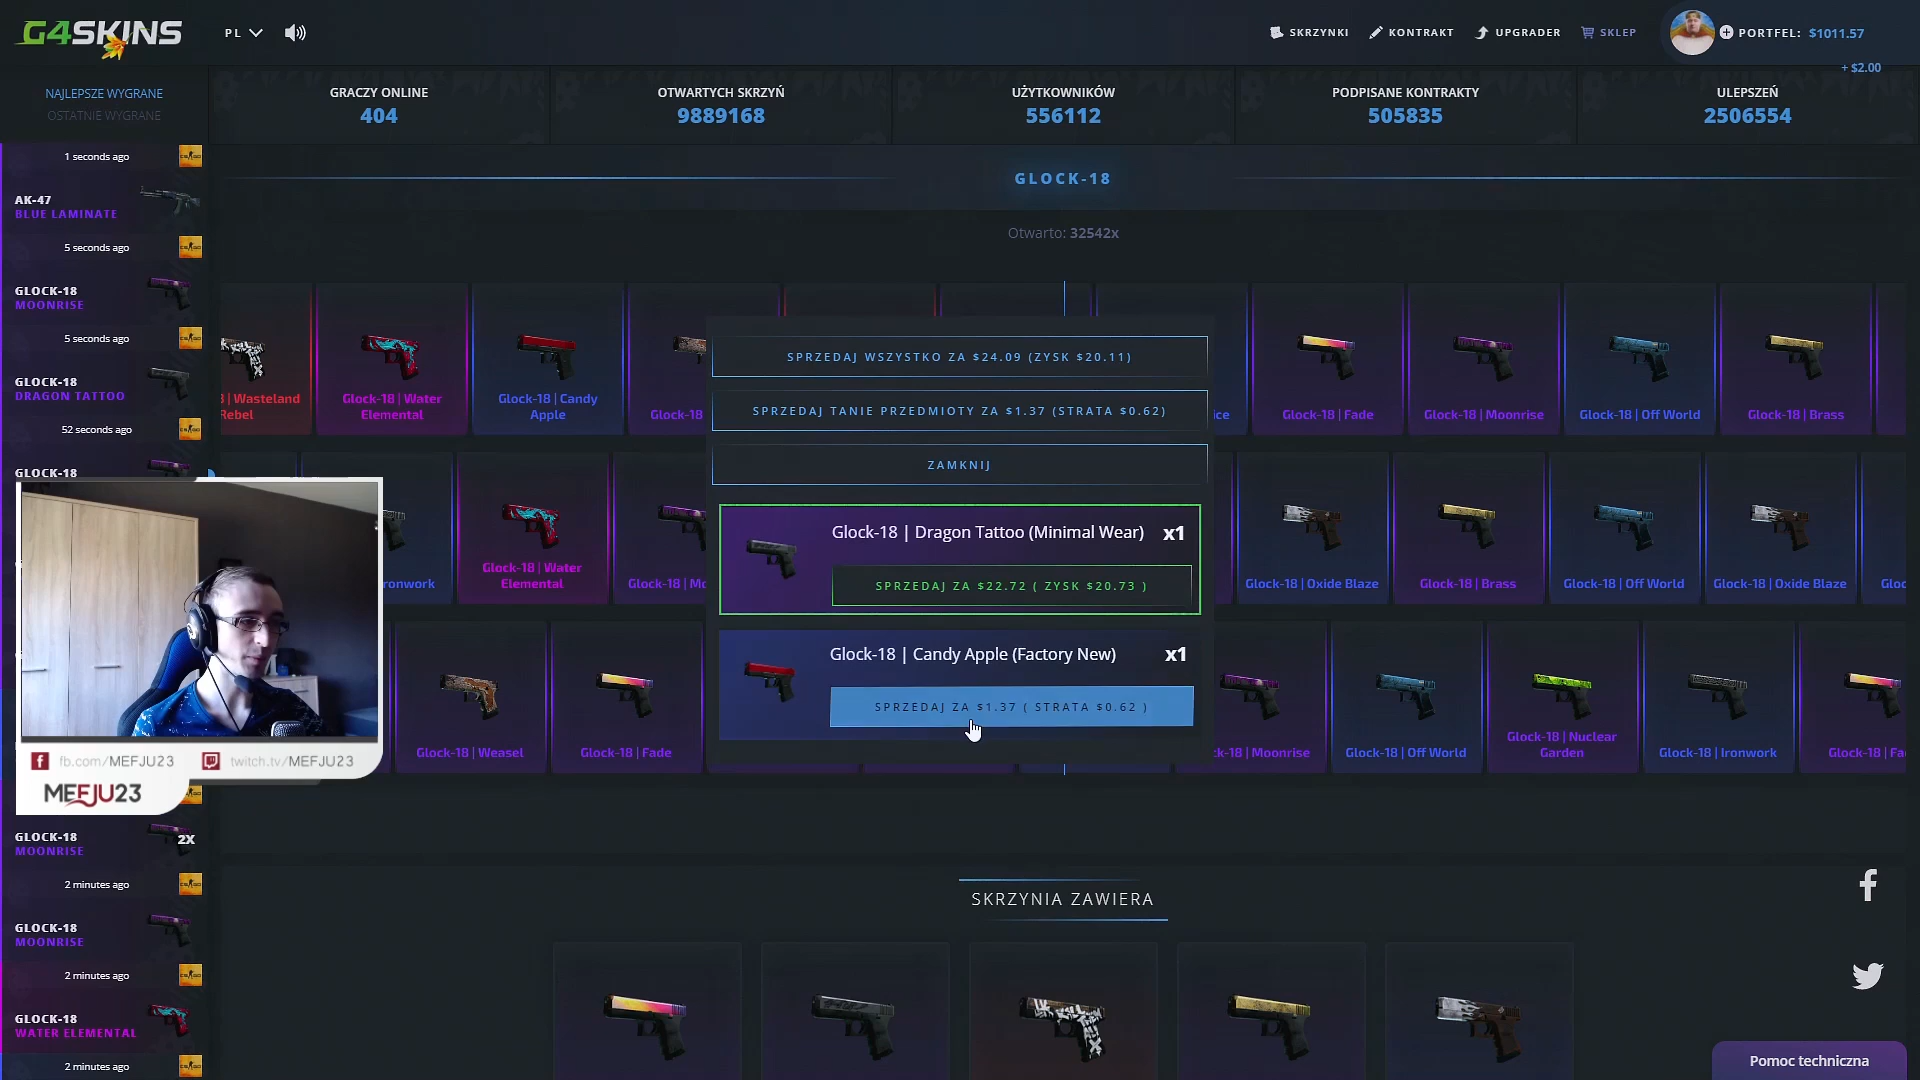 G4SKINS
PL
SKRZYNKI
KONTRAKT
UPGRADER
SKLEP
PORTFEL: $1011.57
+ $2.00
NAJLEPSZE WYGRANE
OSTATNIE WYGRANE
GRACZY ONLINE
404
OTWARTYCH SKRZYŃ
9889168
UŻYTKOWNIKÓW
556112
PODPISANE KONTRAKTY
505835
ULEPSZEŃ
2506554
1 seconds ago
AK-47
BLUE LAMINATE
5 seconds ago
GLOCK-18
MOONRISE
5 seconds ago
GLOCK-18
DRAGON TATTOO
52 seconds ago
GLOCK-18
fb.com/MEFJU23
twitch.tv/MEFJU23
MEFJU23
GLOCK-18
MOONRISE
2X
2 minutes ago
GLOCK-18
MOONRISE
2 minutes ago
GLOCK-18
WATER ELEMENTAL
2 minutes ago
GLOCK-18
Otwarto: 32542x
| Wasteland
Rebel
Glock-18 | Water
Elemental
Glock-18 | Candy
Apple
Glock-18
ice
Glock-18 | Fade
Glock-18 | Moonrise
Glock-18 | Off World
Glock-18 | Brass
SPRZEDAJ WSZYSTKO ZA $24.09 (ZYSK $20.11)
SPRZEDAJ TANIE PRZEDMIOTY ZA $1.37 (STRATA $0.62)
ZAMKNIJ
Glock-18 | Dragon Tattoo (Minimal Wear) x1
SPRZEDAJ ZA $22.72 ( ZYSK $20.73 )
Glock-18 | Candy Apple (Factory New) x1
SPRZEDAJ ZA $1.37 ( STRATA $0.62 )
ronwork
Glock-18 | Water
Elemental
Glock-18 | Mo
Glock-18 | Oxide Blaze
Glock-18 | Brass
Glock-18 | Off World
Glock-18 | Oxide Blaze
Gloc
Glock-18 | Weasel
Glock-18 | Fade
ck-18 | Moonrise
Glock-18 | Off World
Glock-18 | Nuclear
Garden
Glock-18 | Ironwork
Glock-18 | Fa
SKRZYNIA ZAWIERA
Pomoc techniczna